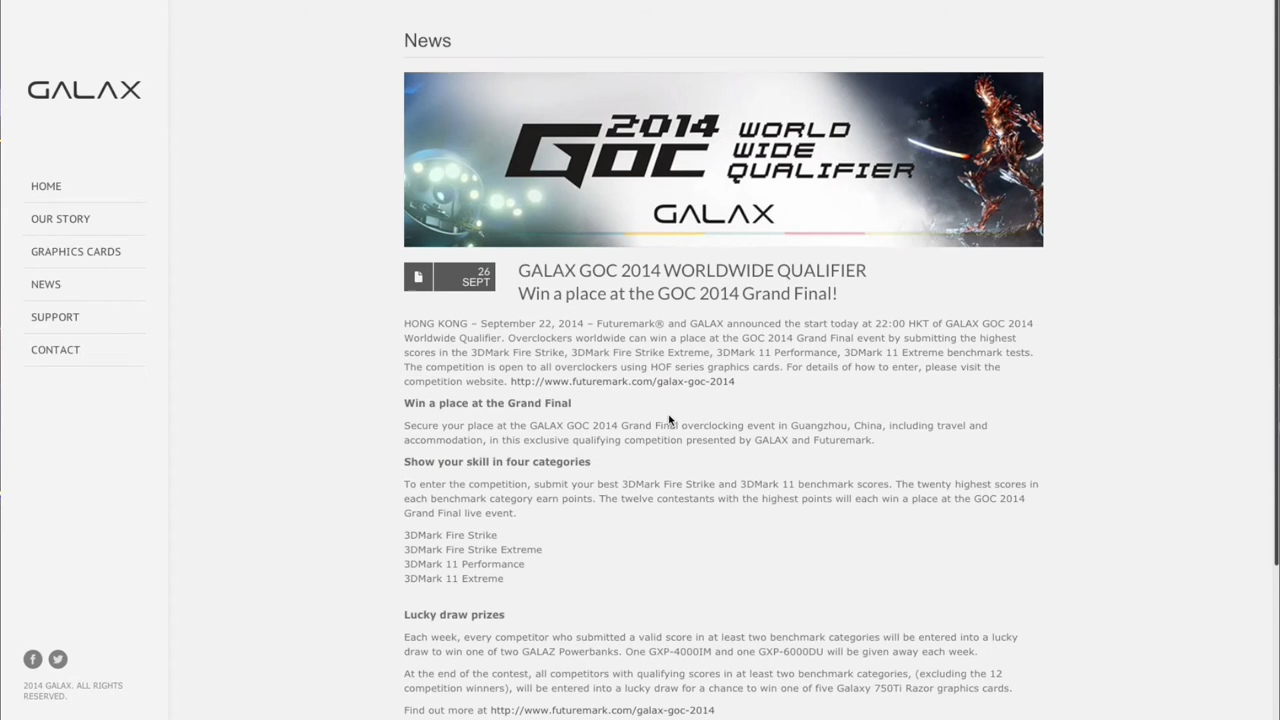 GALAX
HOME
OUR STORY
GRAPHICS CARDS
NEWS
SUPPORT
CONTACT
2014 GALAX. ALL RIGHTS
RESERVED.
News
2014
GOC
WORLD
WIDE
QUALIFIER
GALAX
26
SEPT
GALAX GOC 2014 WORLDWIDE QUALIFIER
Win a place at the GOC 2014 Grand Final!
HONG KONG – September 22, 2014 – Futuremark® and GALAX announced the start today at 22:00 HKT of GALAX GOC 2014
Worldwide Qualifier. Overclockers worldwide can win a place at the GOC 2014 Grand Final event by submitting the highest
scores in the 3DMark Fire Strike, 3DMark Fire Strike Extreme, 3DMark 11 Performance, 3DMark 11 Extreme benchmark tests.
The competition is open to all overclockers using HOF series graphics cards. For details of how to enter, please visit the
competition website. http://www.futuremark.com/galax-goc-2014
Win a place at the Grand Final
Secure your place at the GALAX GOC 2014 Grand Final overclocking event in Guangzhou, China, including travel and
accommodation, in this exclusive qualifying competition presented by GALAX and Futuremark.
Show your skill in four categories
To enter the competition, submit your best 3DMark Fire Strike and 3DMark 11 benchmark scores. The twenty highest scores in
each benchmark category earn points. The twelve contestants with the highest points will each win a place at the GOC 2014
Grand Final live event.
3DMark Fire Strike
3DMark Fire Strike Extreme
3DMark 11 Performance
3DMark 11 Extreme
Lucky draw prizes
Each week, every competitor who submitted a valid score in at least two benchmark categories will be entered into a lucky
draw to win one of two GALAZ Powerbanks. One GXP-4000IM and one GXP-6000DU will be given away each week.
At the end of the contest, all competitors with qualifying scores in at least two benchmark categories, (excluding the 12
competition winners), will be entered into a lucky draw for a chance to win one of five Galaxy 750Ti Razor graphics cards.
Find out more at http://www.futuremark.com/galax-goc-2014